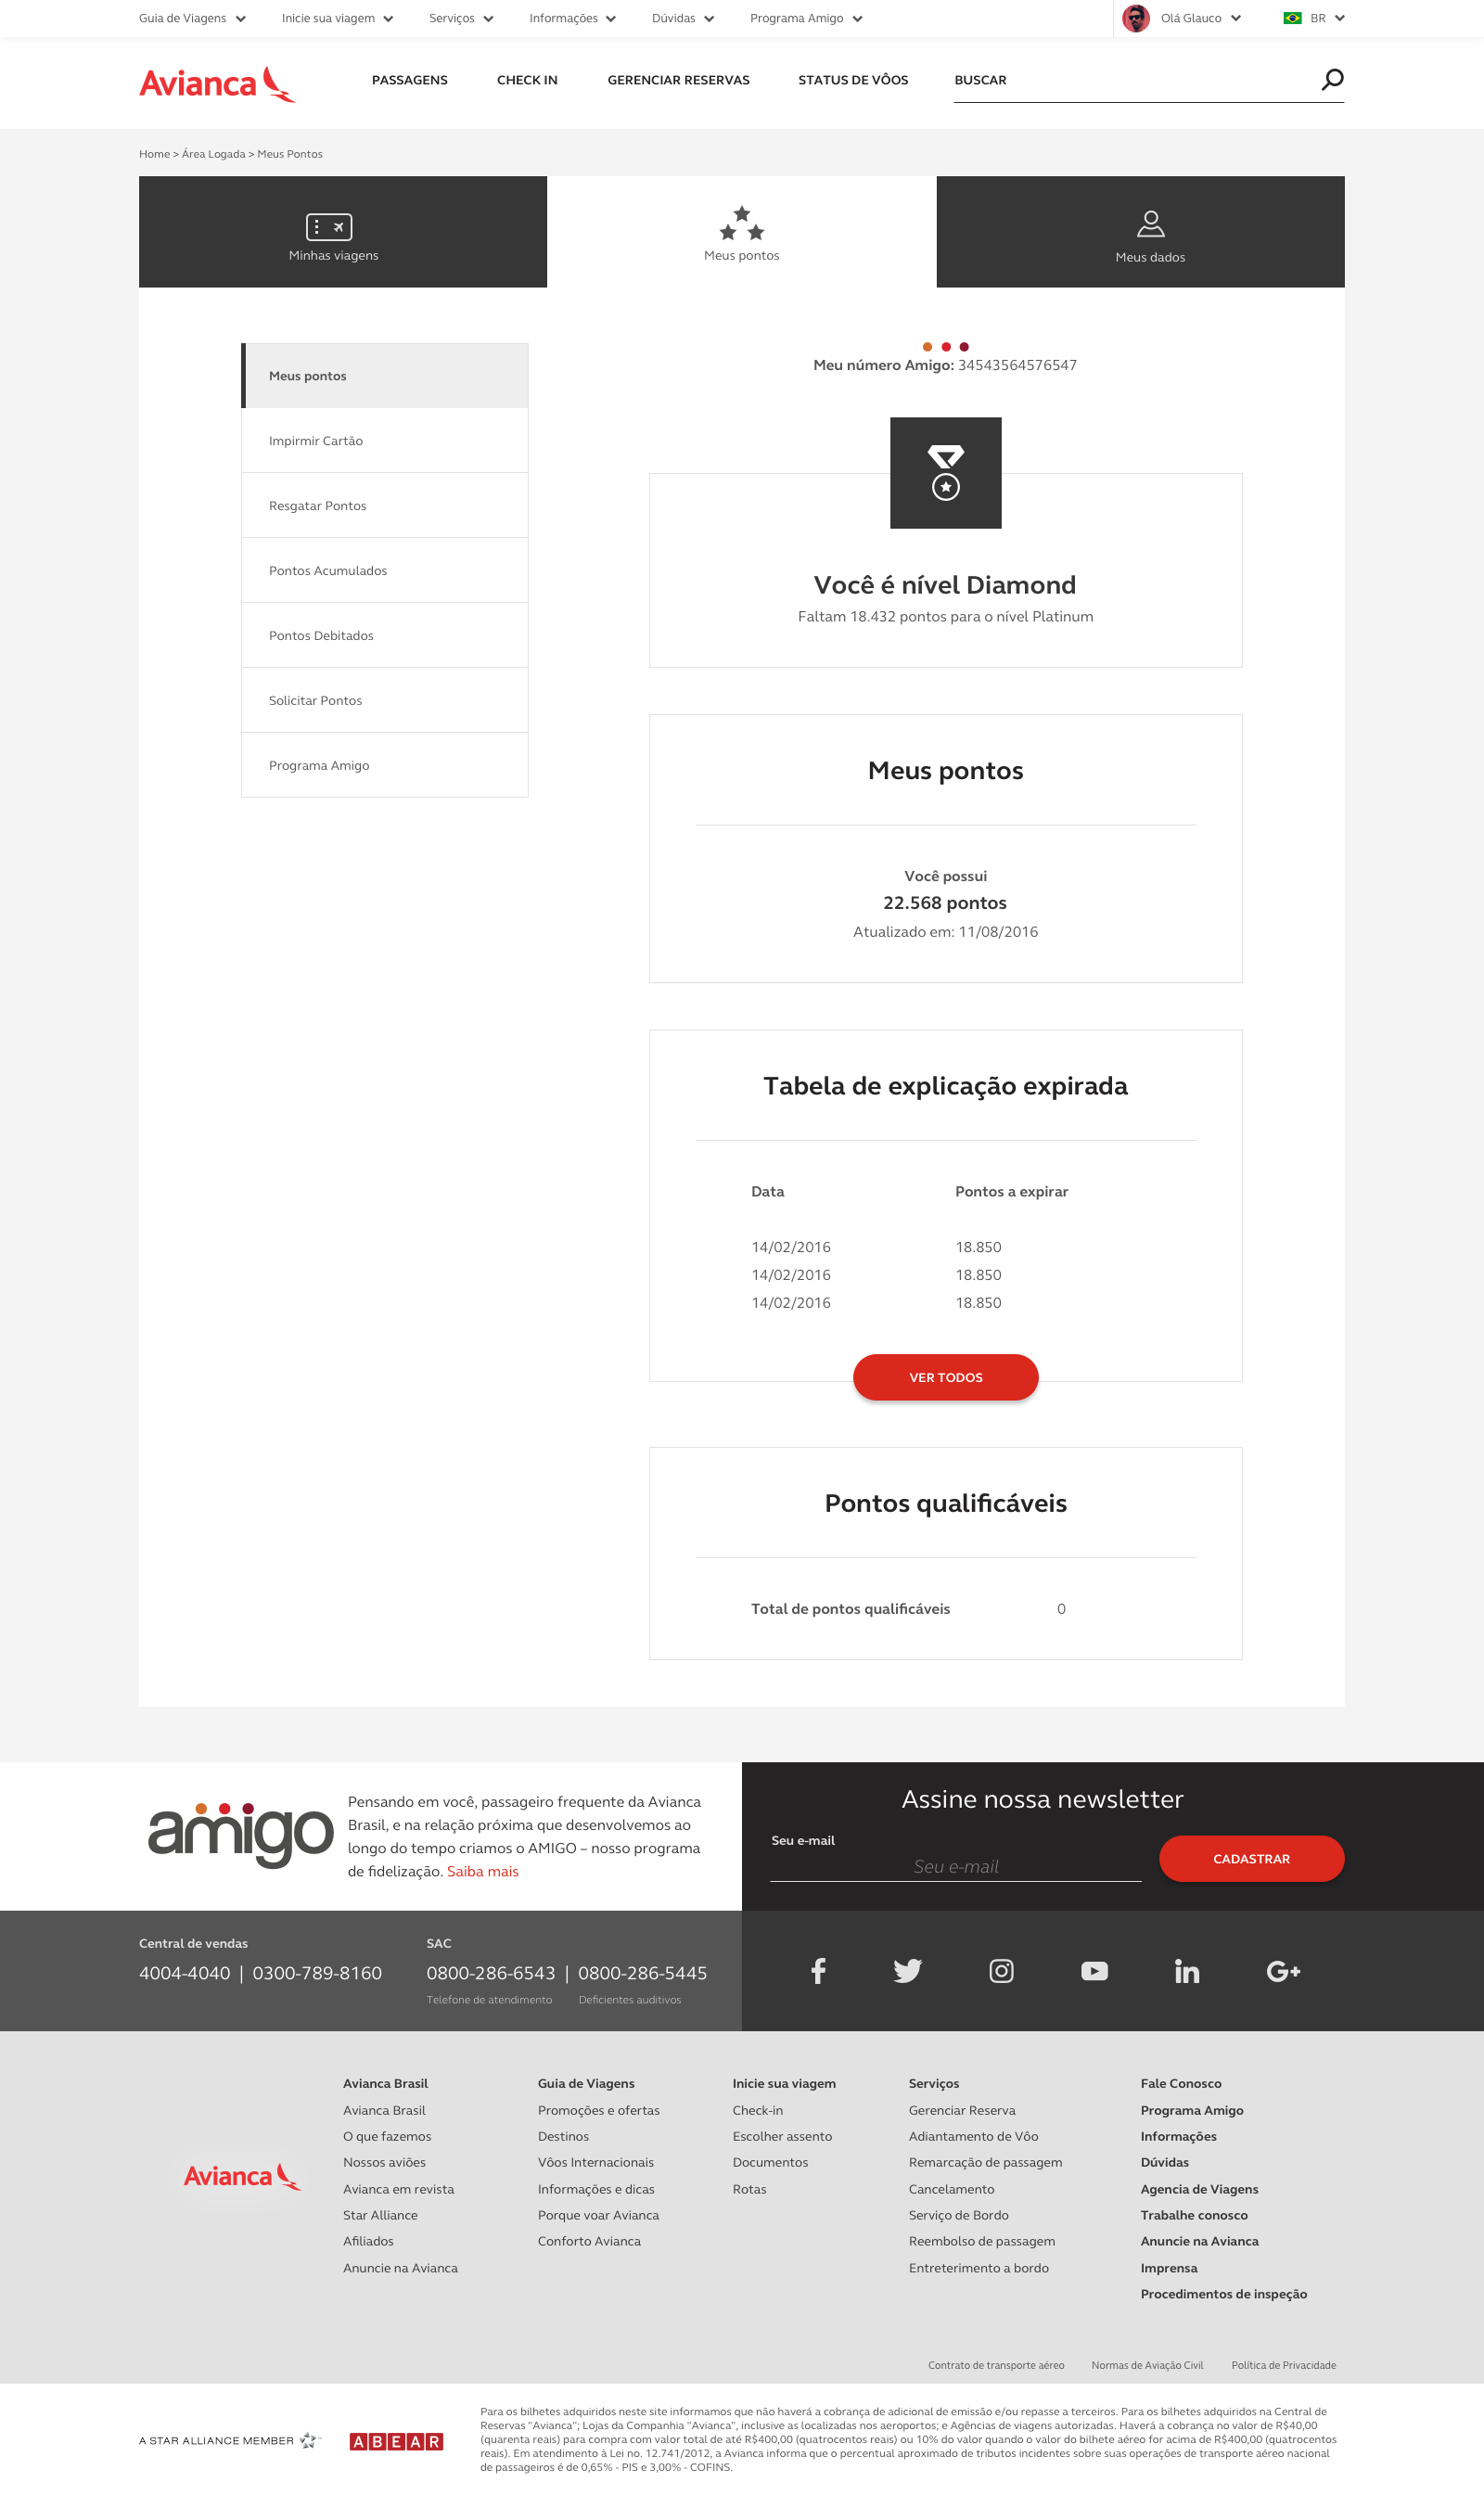 Guia de Viagens
Inicie sua viagem
Serviços
Informações
Dúvidas
Programa Amigo
Olá Glauco
BR
Avianca
PASSAGENS
CHECK IN
GERENCIAR RESERVAS
STATUS DE VÔOS
BUSCAR
Home > Área Logada > Meus Pontos
Minhas viagens
Meus pontos
Meus dados
Meus pontos
Impirmir Cartão
Resgatar Pontos
Pontos Acumulados
Pontos Debitados
Solicitar Pontos
Programa Amigo
Meu número Amigo: 34543564576547
Você é nível Diamond
Faltam 18.432 pontos para o nível Platinum
Meus pontos
Você possui
22.568 pontos
Atualizado em: 11/08/2016
Tabela de explicação expirada
Data Pontos a expirar
14/02/2016 18.850
14/02/2016 18.850
14/02/2016 18.850
VER TODOS
Pontos qualificáveis
Total de pontos qualificáveis 0
amigo
Pensando em você, passageiro frequente da Avianca
Brasil, e na relação próxima que desenvolvemos ao
longo do tempo criamos o AMIGO – nosso programa
de fidelização. Saiba mais
Assine nossa newsletter
Seu e-mail
Seu e-mail
CADASTRAR
Central de vendas
4004-4040 | 0300-789-8160
SAC
0800-286-6543 | 0800-286-5445
Telefone de atendimento Deficientes auditivos
Avianca
Avianca Brasil
Avianca Brasil
O que fazemos
Nossos aviões
Avianca em revista
Star Alliance
Afiliados
Anuncie na Avianca
Guia de Viagens
Promoções e ofertas
Destinos
Vôos Internacionais
Informações e dicas
Porque voar Avianca
Conforto Avianca
Inicie sua viagem
Check-in
Escolher assento
Documentos
Rotas
Serviços
Gerenciar Reserva
Adiantamento de Vôo
Remarcação de passagem
Cancelamento
Serviço de Bordo
Reembolso de passagem
Entreterimento a bordo
Fale Conosco
Programa Amigo
Informações
Dúvidas
Agencia de Viagens
Trabalhe conosco
Anuncie na Avianca
Imprensa
Procedimentos de inspeção
Contrato de transporte aéreo
Normas de Aviação Civil
Política de Privacidade
A STAR ALLIANCE MEMBER
ABEAR
Para os bilhetes adquiridos neste site informamos que não haverá a cobrança de adicional de emissão e/ou repasse a terceiros. Para os bilhetes adquiridos na Central de
Reservas "Avianca"; Lojas da Companhia "Avianca", inclusive as localizadas nos aeroportos; e Agências de viagens autorizadas. Haverá a cobrança no valor de R$40,00
(quarenta reais) para compra com valor total de até R$400,00 (quatrocentos reais) ou 10% do valor quando o valor do bilhete aéreo for acima de R$400,00 (quatrocentos
reais). Em atendimento à Lei no. 12.741/2012, a Avianca informa que o percentual aproximado de tributos incidentes sobre suas operações de transporte aéreo nacional
de passageiros é de 0,65% - PIS e 3,00% - COFINS.